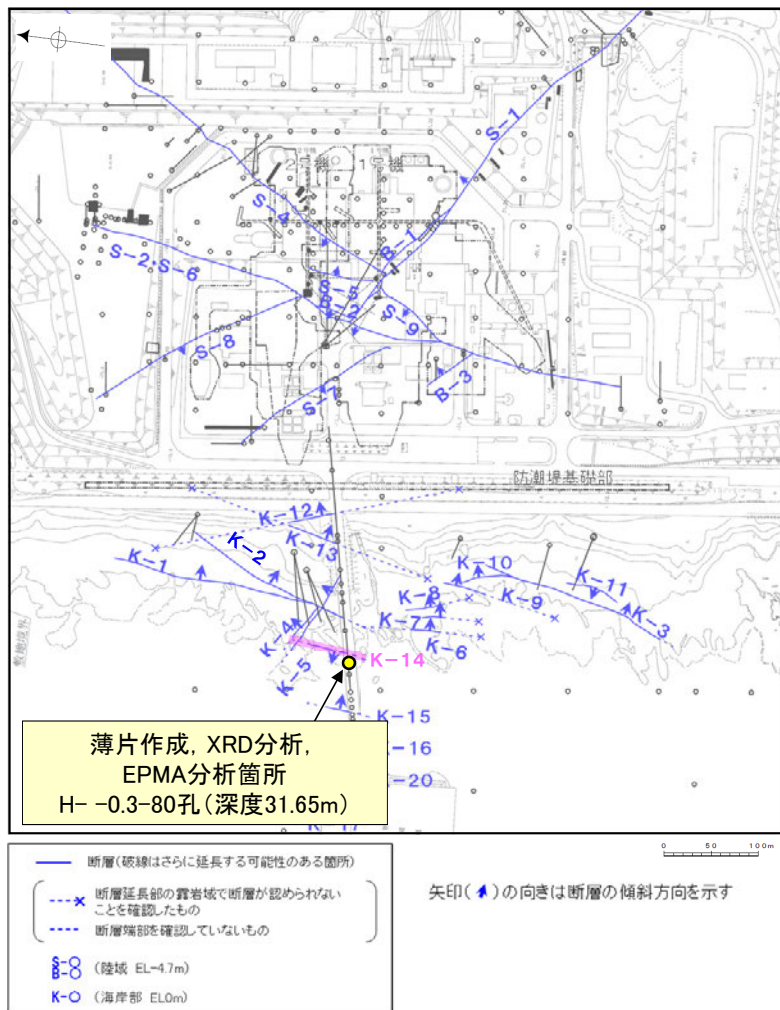 S-1
S-4
B-1
S-2・S-6
S-5
B-2
S-9
S-8
B-3
S-7
防潮堤基礎部
K-12
K-13
K-2
K-1
K-10
K-11
K-8
K-9
K-3
K-7
K-6
K-4
K-5
K-14
敷地境界
K-15
K-16
K-20
薄片作成, XRD分析,
EPMA分析箇所
H- -0.3-80孔(深度31.65m)
0 50 100m
断層(破線はさらに延長する可能性のある箇所)
断層延長部の露岩域で断層が認められない
ことを確認したもの
断層端部を確認していないもの
S-○
B-○ (陸域 EL-4.7m)
K-○ (海岸部 EL0m)
矢印( )の向きは断層の傾斜方向を示す